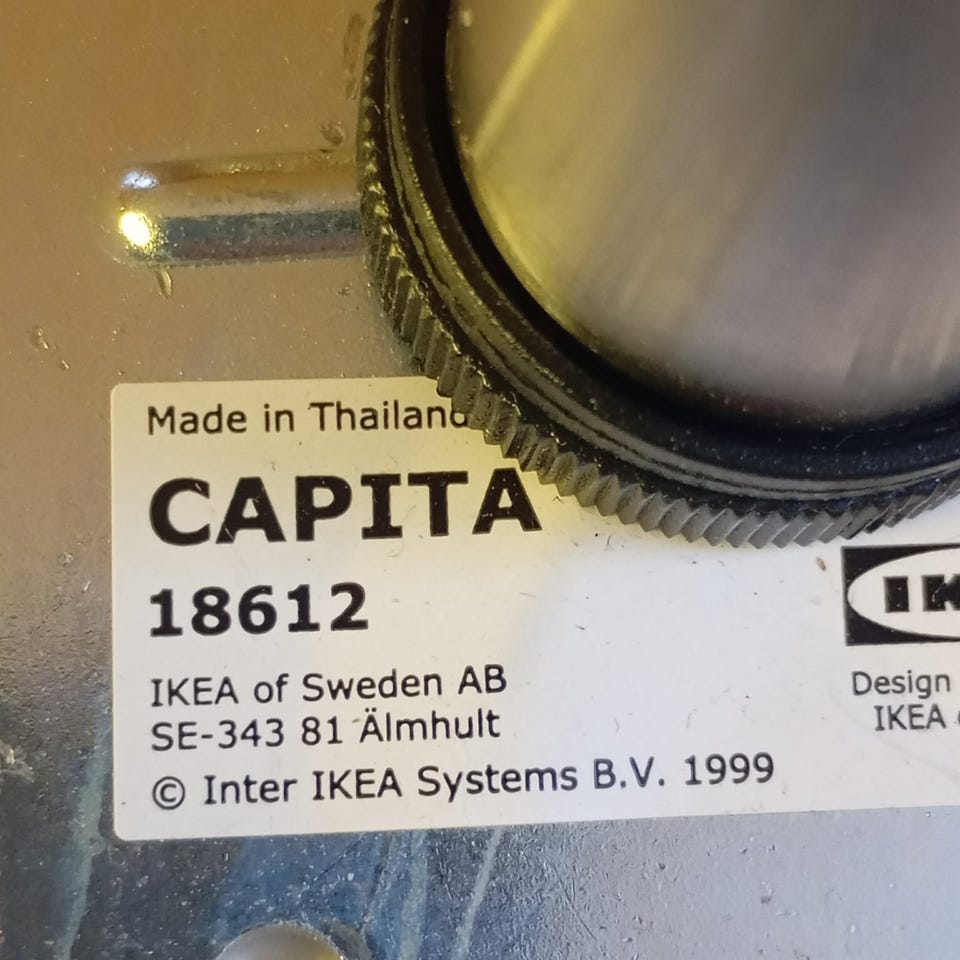 Made in Thailand
CAPITA
18612
IKEA of Sweden AB
SE-343 81 Älmhult
© Inter IKEA Systems B.V. 1999
IK
Design
IKEA